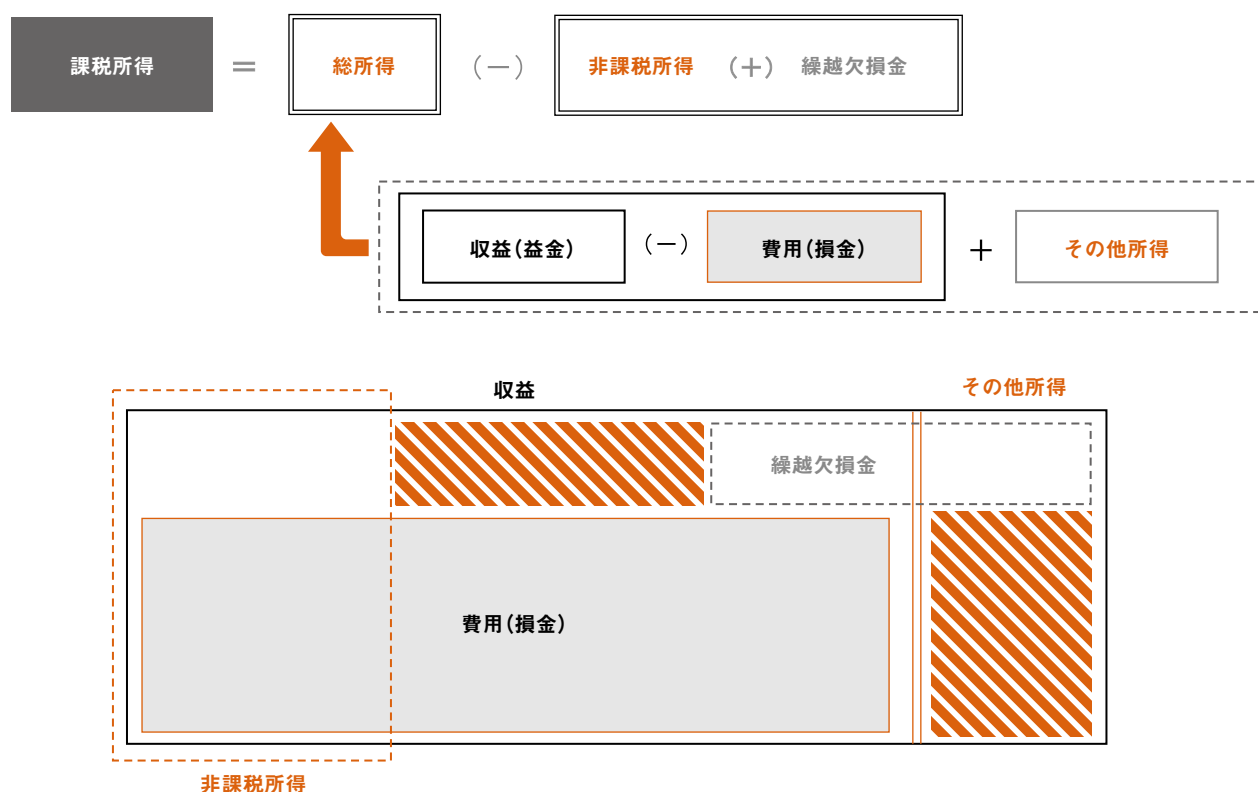 課税所得 = 総所得 (−) 非課税所得 (+) 繰越欠損金
収益(益金) (−) 費用(損金) + その他所得
収益 その他所得
繰越欠損金
費用(損金)
非課税所得